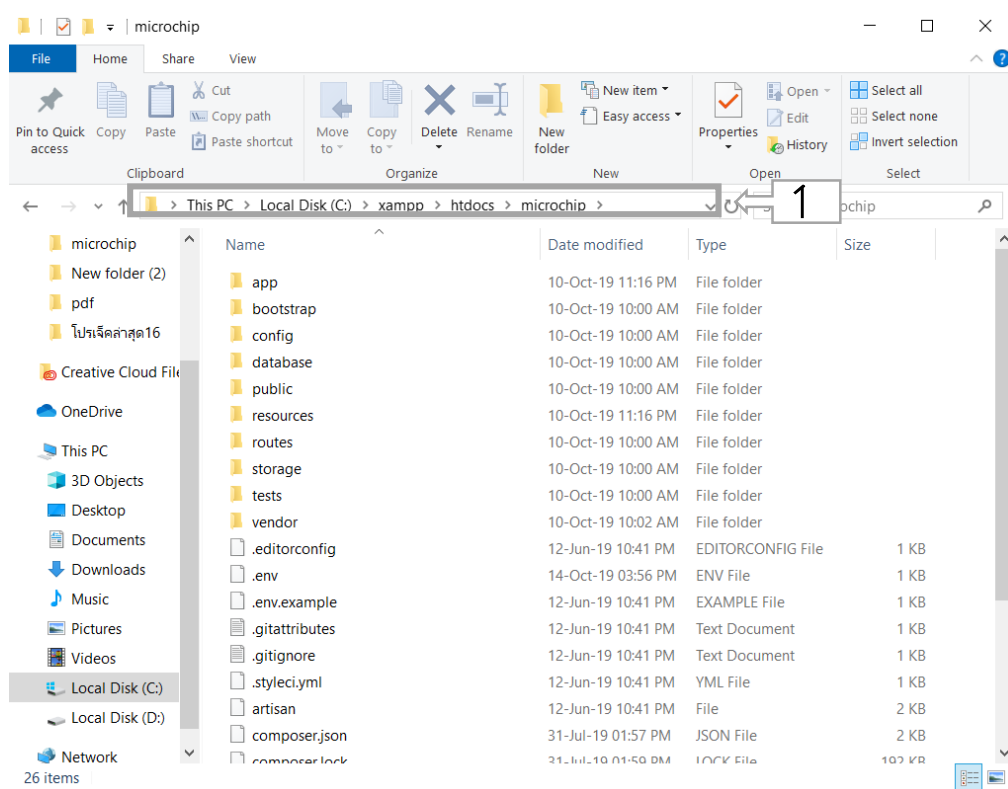 microchip
File Home Share View
Pin to Quick access
Copy
Paste
Cut
Copy path
Paste shortcut
Move to
Copy to
Delete
Rename
New folder
New item
Easy access
Properties
Open
Edit
History
Select all
Select none
Invert selection
Clipboard Organize New Open Select
This PC > Local Disk (C:) > xampp > htdocs > microchip >
1
microchip
New folder (2)
pdf
โปรเจ็คล่าสุด16
Creative Cloud File
OneDrive
This PC
3D Objects
Desktop
Documents
Downloads
Music
Pictures
Videos
Local Disk (C:)
Local Disk (D:)
Network
Name Date modified Type Size
app 10-Oct-19 11:16 PM File folder
bootstrap 10-Oct-19 10:00 AM File folder
config 10-Oct-19 10:00 AM File folder
database 10-Oct-19 10:00 AM File folder
public 10-Oct-19 10:00 AM File folder
resources 10-Oct-19 11:16 PM File folder
routes 10-Oct-19 10:00 AM File folder
storage 10-Oct-19 10:00 AM File folder
tests 10-Oct-19 10:00 AM File folder
vendor 10-Oct-19 10:02 AM File folder
.editorconfig 12-Jun-19 10:41 PM EDITORCONFIG File 1 KB
.env 14-Oct-19 03:56 PM ENV File 1 KB
.env.example 12-Jun-19 10:41 PM EXAMPLE File 1 KB
.gitattributes 12-Jun-19 10:41 PM Text Document 1 KB
.gitignore 12-Jun-19 10:41 PM Text Document 1 KB
.styleci.yml 12-Jun-19 10:41 PM YML File 1 KB
artisan 12-Jun-19 10:41 PM File 2 KB
composer.json 31-Jul-19 01:57 PM JSON File 2 KB
composer.lock 31-Jul-19 01:59 PM LOCK File 192 KB
26 items